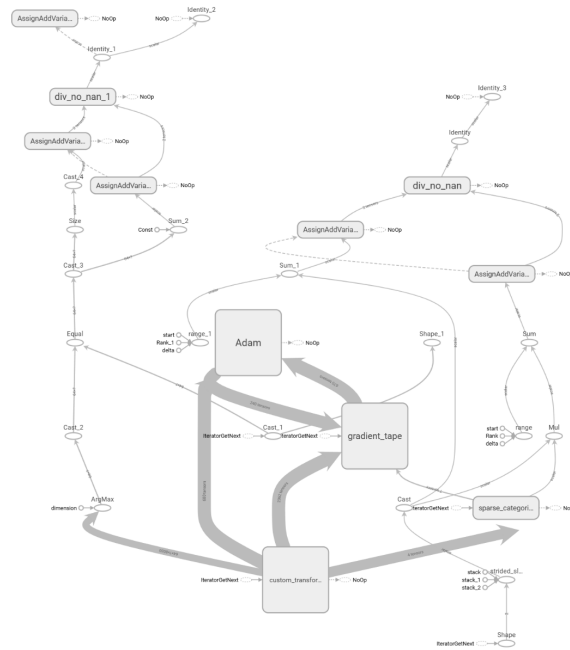 Identity_2
AssignAddVaria...
NoOp
NoOp
Identity_1
Identity_3
div_no_nan_1
NoOp
NoOp
AssignAddVaria...
NoOp
Identity
Cast_4
AssignAddVaria...
NoOp
div_no_nan
NoOp
Size
Const
Sum_2
AssignAddVaria...
NoOp
Cast_3
Sum_1
AssignAddVaria...
NoO
Equal
start
Rank_1
delta
range_1
Adam
NoOp
Shape_1
Sum
Cast_2
IteratorGetNext
Cast_1
IteratorGetNext
gradient_tape
start
Rank
delta
range
Mul
dimension
ArgMax
Cast
IteratorGetNext
sparse_categori...
No
IteratorGetNext
custom_transfor...
NoOp
stack
stack_1
stack_2
strided_sl...
IteratorGetNext
Shape